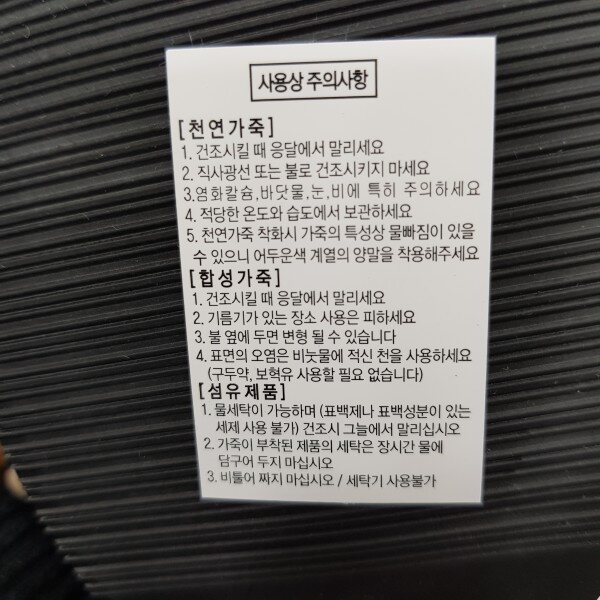 사용상 주의사항
[천연가죽]
1. 건조시킬 때 응달에서 말리세요
2. 직사광선 또는 불로 건조시키지 마세요
3.염화칼슘,바닷물,눈,비에 특히 주의하세요
4. 적당한 온도와 습도에서 보관하세요
5. 천연가죽 착화시 가죽의 특성상 물빠짐이 있을
수 있으니 어두운색 계열의 양말을 착용해주세요
[합성가죽]
1. 건조시킬 때 응달에서 말리세요
2. 기름기가 있는 장소 사용은 피하세요
3. 불 옆에 두면 변형 될 수 있습니다
4. 표면의 오염은 비눗물에 적신 천을 사용하세요
(구두약, 보혁유 사용할 필요 없습니다)
[섬유제품]
1. 물세탁이 가능하며 (표백제나 표백성분이 있는
세제 사용 불가) 건조시 그늘에서 말리십시오
2. 가죽이 부착된 제품의 세탁은 장시간 물에
담구어 두지 마십시오
3. 비틀어 짜지 마십시오 / 세탁기 사용불가